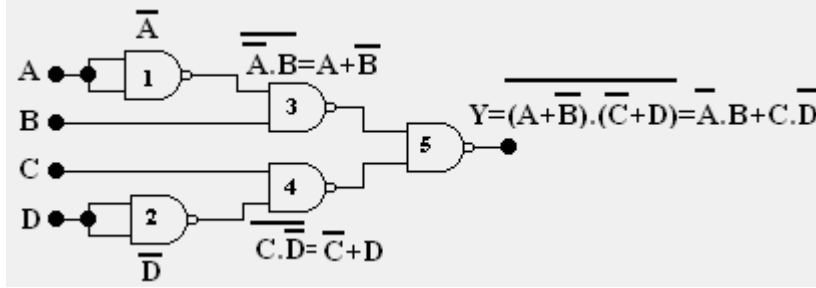 A̅
A 1 A̅.B̅=A+B̅
B 3
5 Y=(A+B̅).(C̅+D)=A̅.B+C.D̅
C 4
D 2 C.D̅=C̅+D
D̅